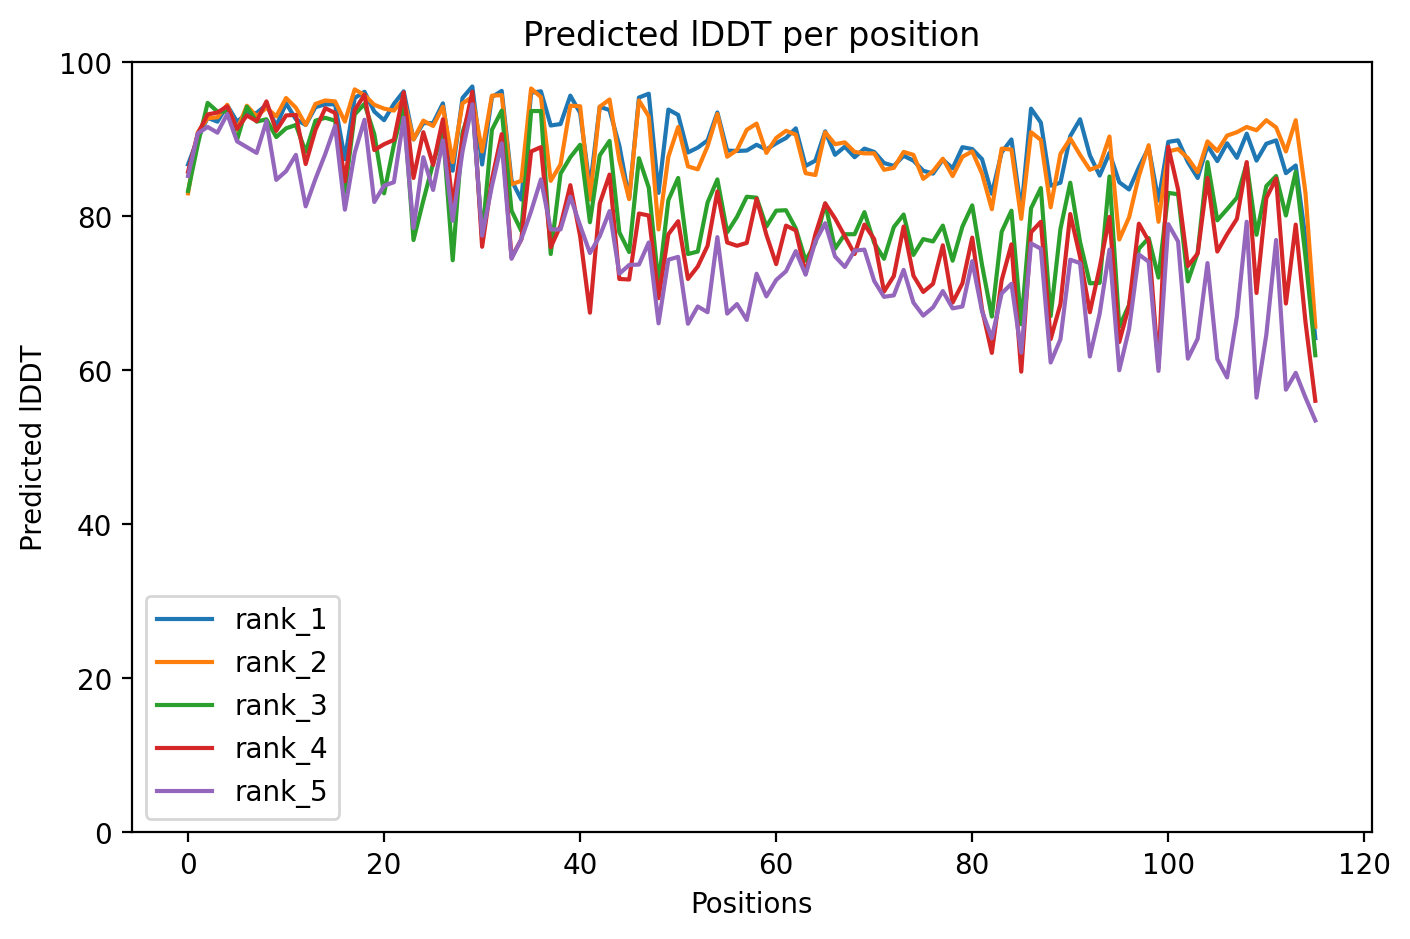 Predicted lDDT per position
100
80
60
40
20
0
Predicted lDDT
rank_1
rank_2
rank_3
rank_4
rank_5
0 20 40 60 80 100 120
Positions